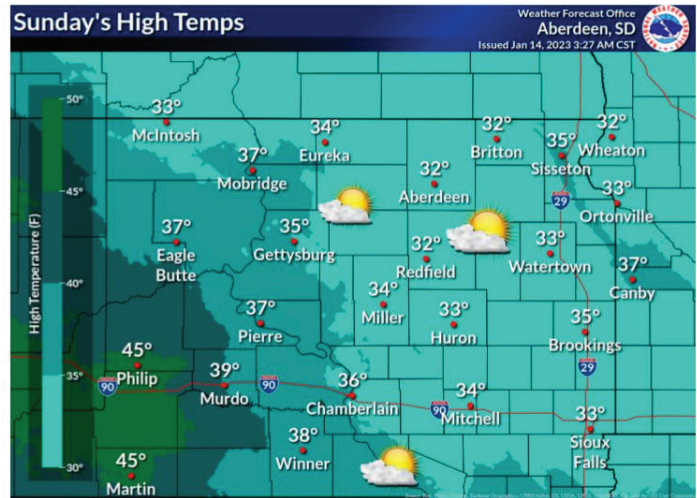 Sunday's High Temps
Weather Forecast Office
Aberdeen, SD
Issued Jan 14, 2023 3:27 AM CST
High Temperature (F)
50°
45°
40°
35°
30°
33°
McIntosh
34°
Eureka
32°
Britton
35°
Sisseton
32°
Wheaton
37°
Mobridge
32°
Aberdeen
29
33°
Ortonville
37°
Eagle
Butte
35°
Gettysburg
32°
Redfield
33°
Watertown
37°
Canby
34°
Miller
37°
Pierre
33°
Huron
35°
Brookings
45°
Philip
90
39°
Murdo
90
36°
Chamberlain
90
34°
Mitchell
29
33°
Sioux
Falls
38°
Winner
45°
Martin